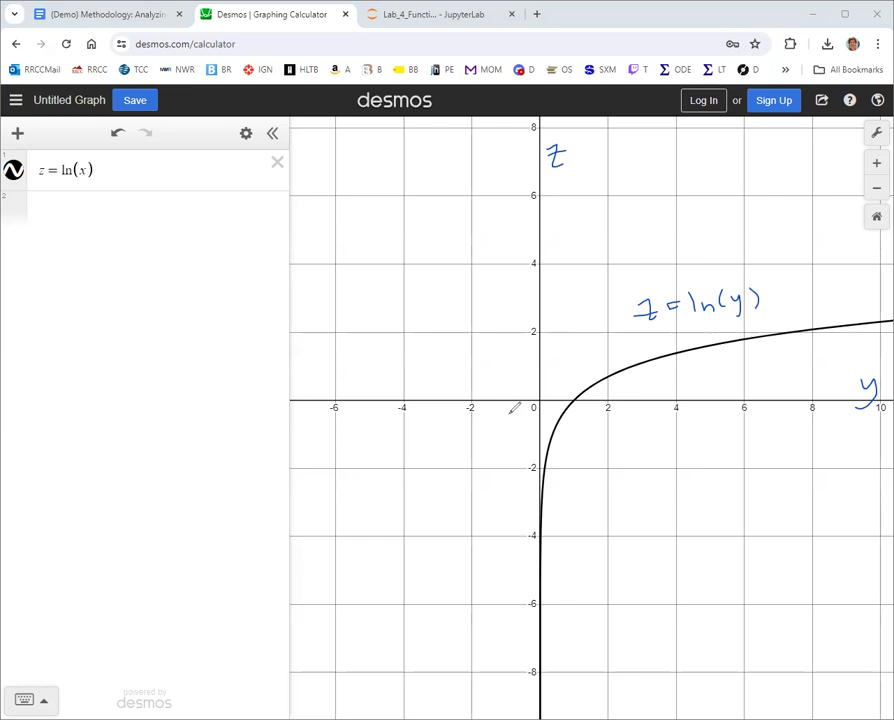 (Demo) Methodology: Analyzin
Desmos | Graphing Calculator
Lab_4_Functi... - JupyterLab
desmos.com/calculator
RRCCMail
RRCC
TCC
NWR
BR
IGN
HLTB
A
B
BB
PE
MOM
D
OS
SXM
T
ODE
LT
D
All Bookmarks
Untitled Graph
Save
desmos
Log In
or
Sign Up
1
z = ln(x)
2
8
z
6
4
z = ln(y)
2
y
-6 -4 -2 0 2 4 6 8 10
-2
-4
-6
-8
powered by
desmos